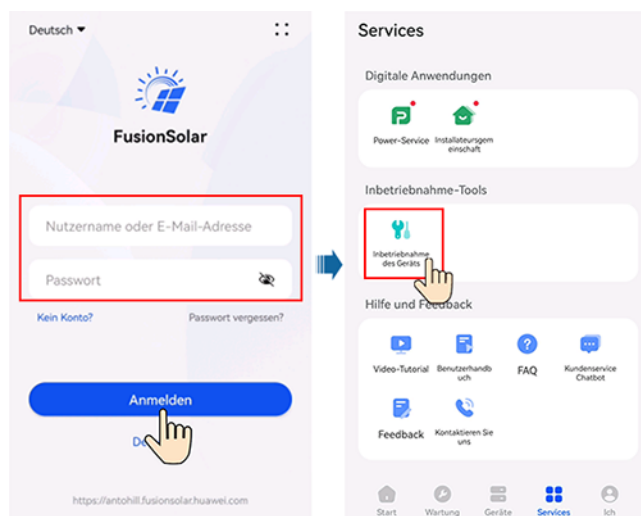 Deutsch
FusionSolar
Nutzername oder E-Mail-Adresse
Passwort
Kein Konto?
Passwort vergessen?
Anmelden
https://antohill.fusionsolar.huawei.com
Services
Digitale Anwendungen
Power-Service
Installateursgem
einschaft
Inbetriebnahme-Tools
Inbetriebnahme
des Geräts
Hilfe und Feedback
Video-Tutorial
Benutzerhandb
uch
FAQ
Kundenservice
Chatbot
Feedback
Kontaktieren Sie
uns
Start
Wartung
Geräte
Services
Ich